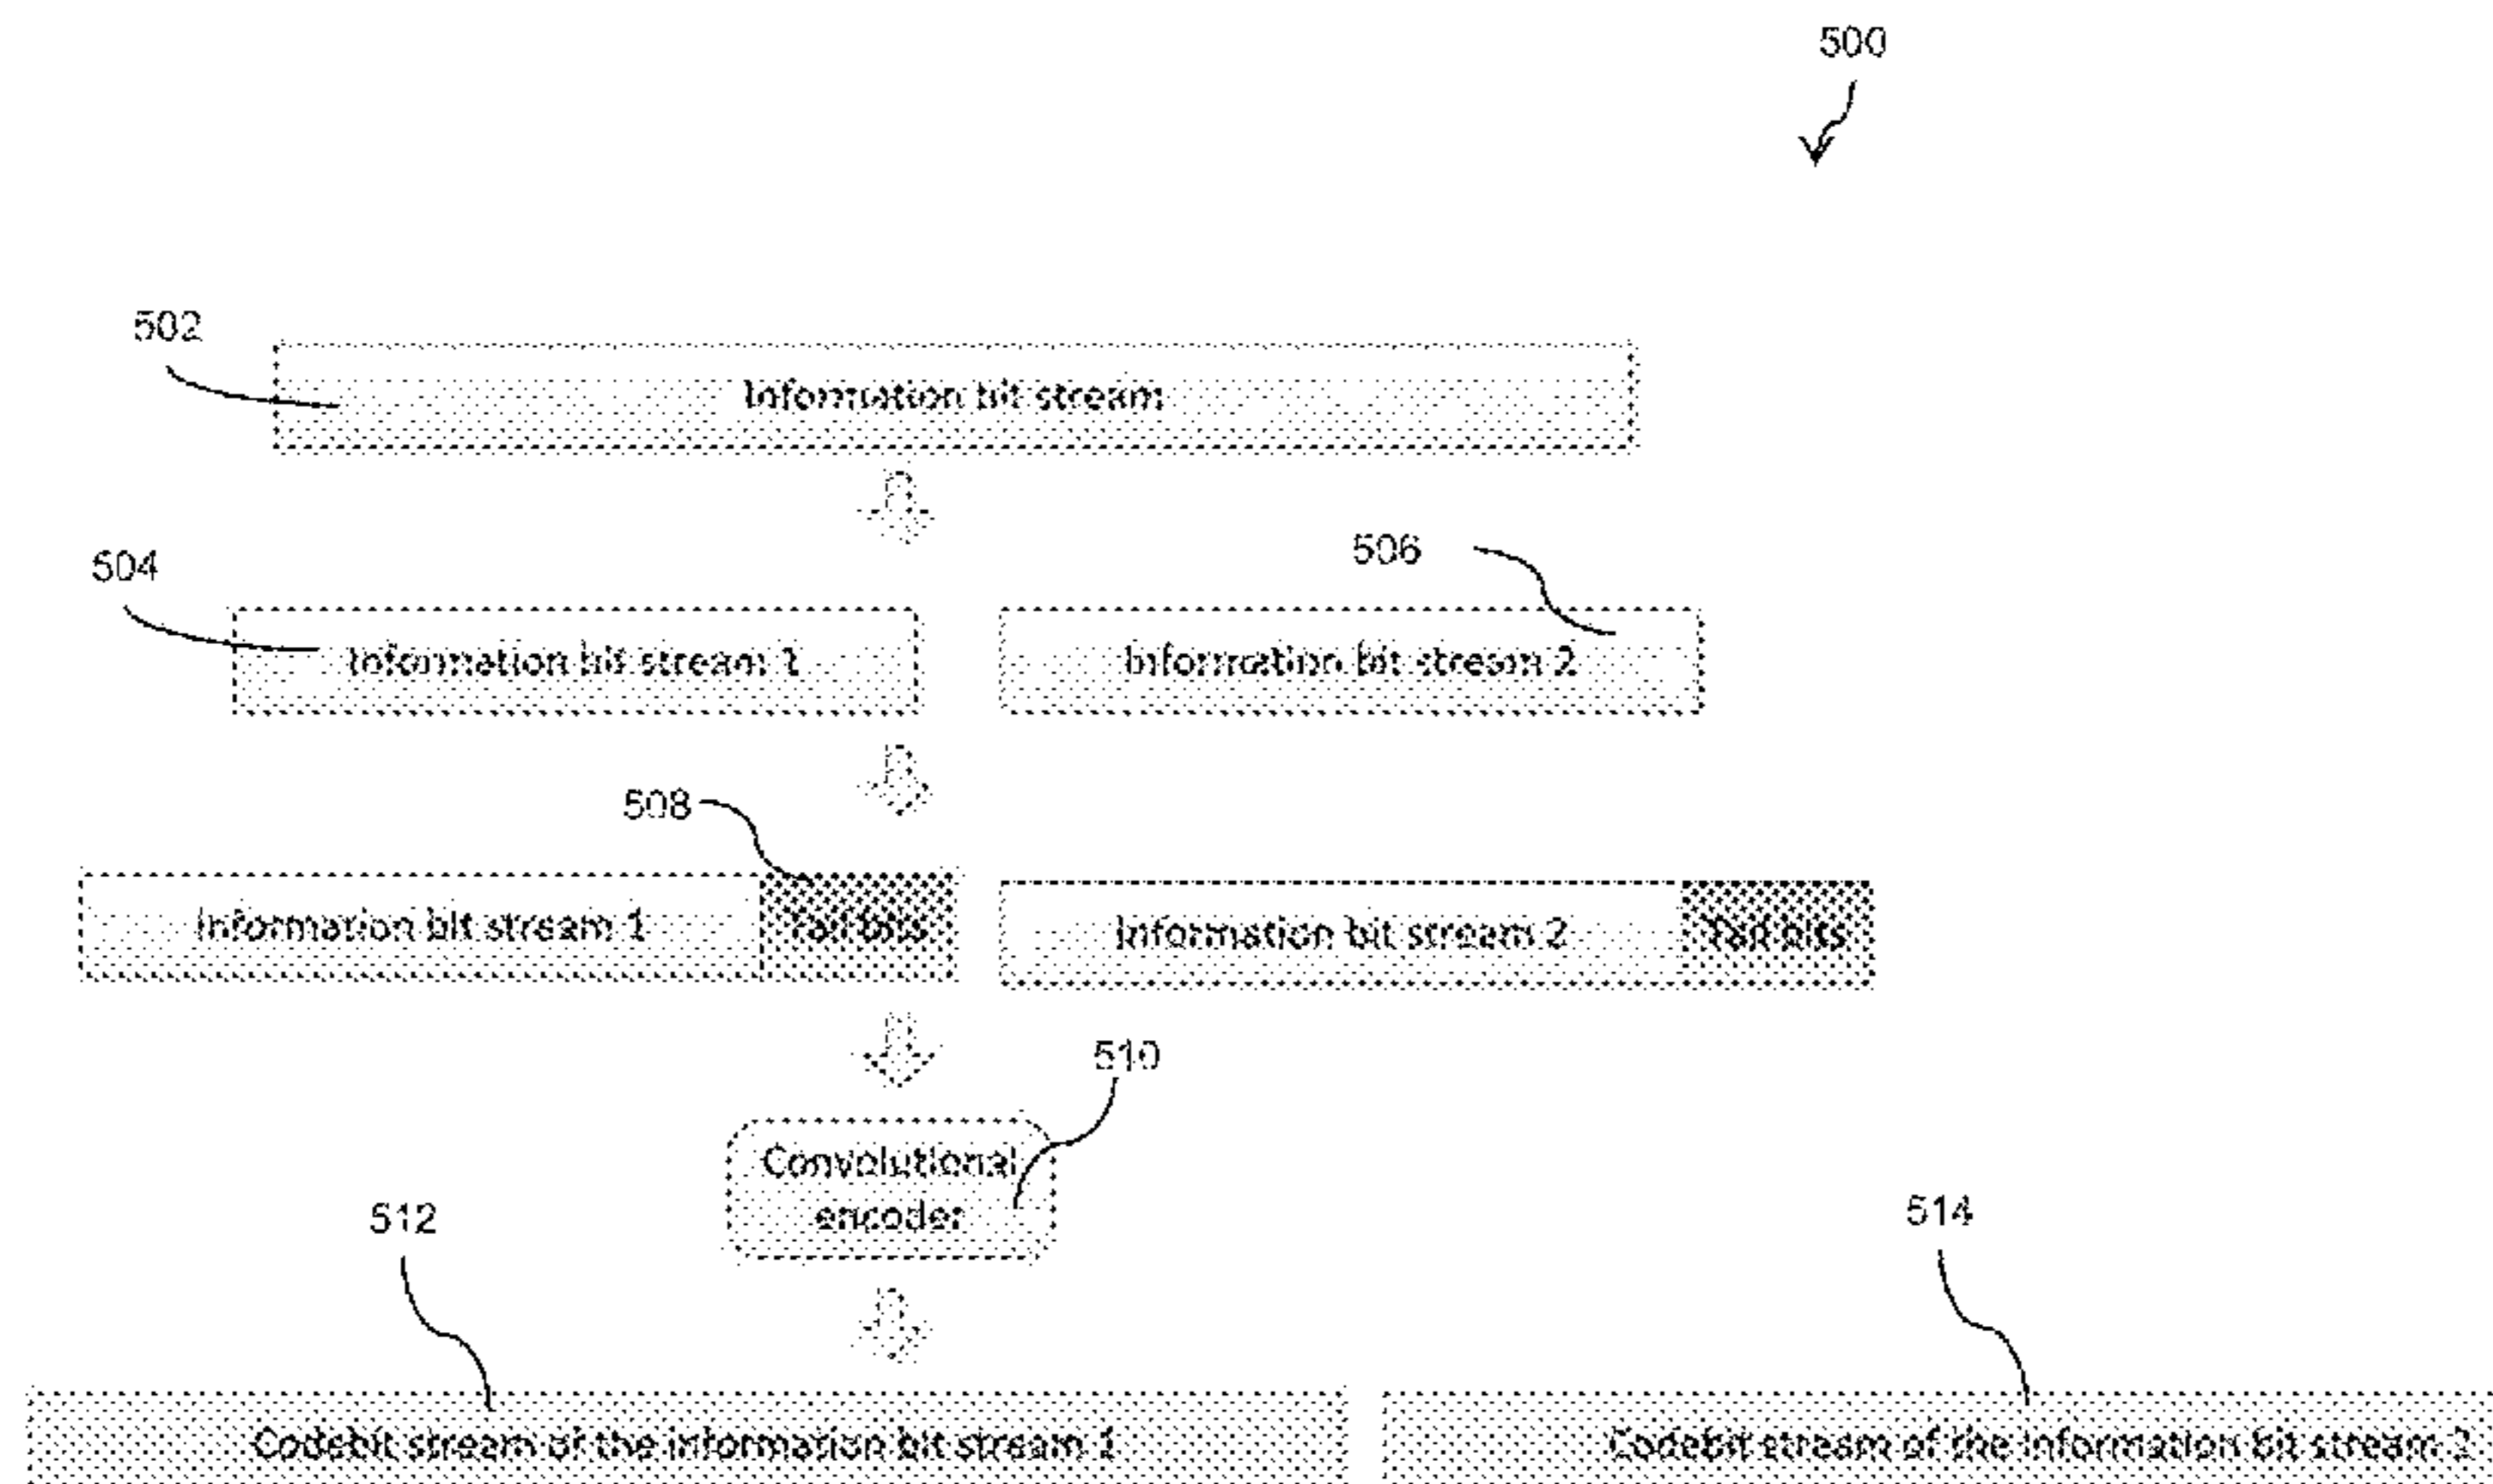 500
502
Information bit stream
504
506
Information bit stream 1
Information bit stream 2
508
Information bit stream 1
Tail bits
Information bit stream 2
Tail bits
510
Convolutional
encoder
512
514
Codebit stream of the information bit stream 1
Codebit stream of the information bit stream 2